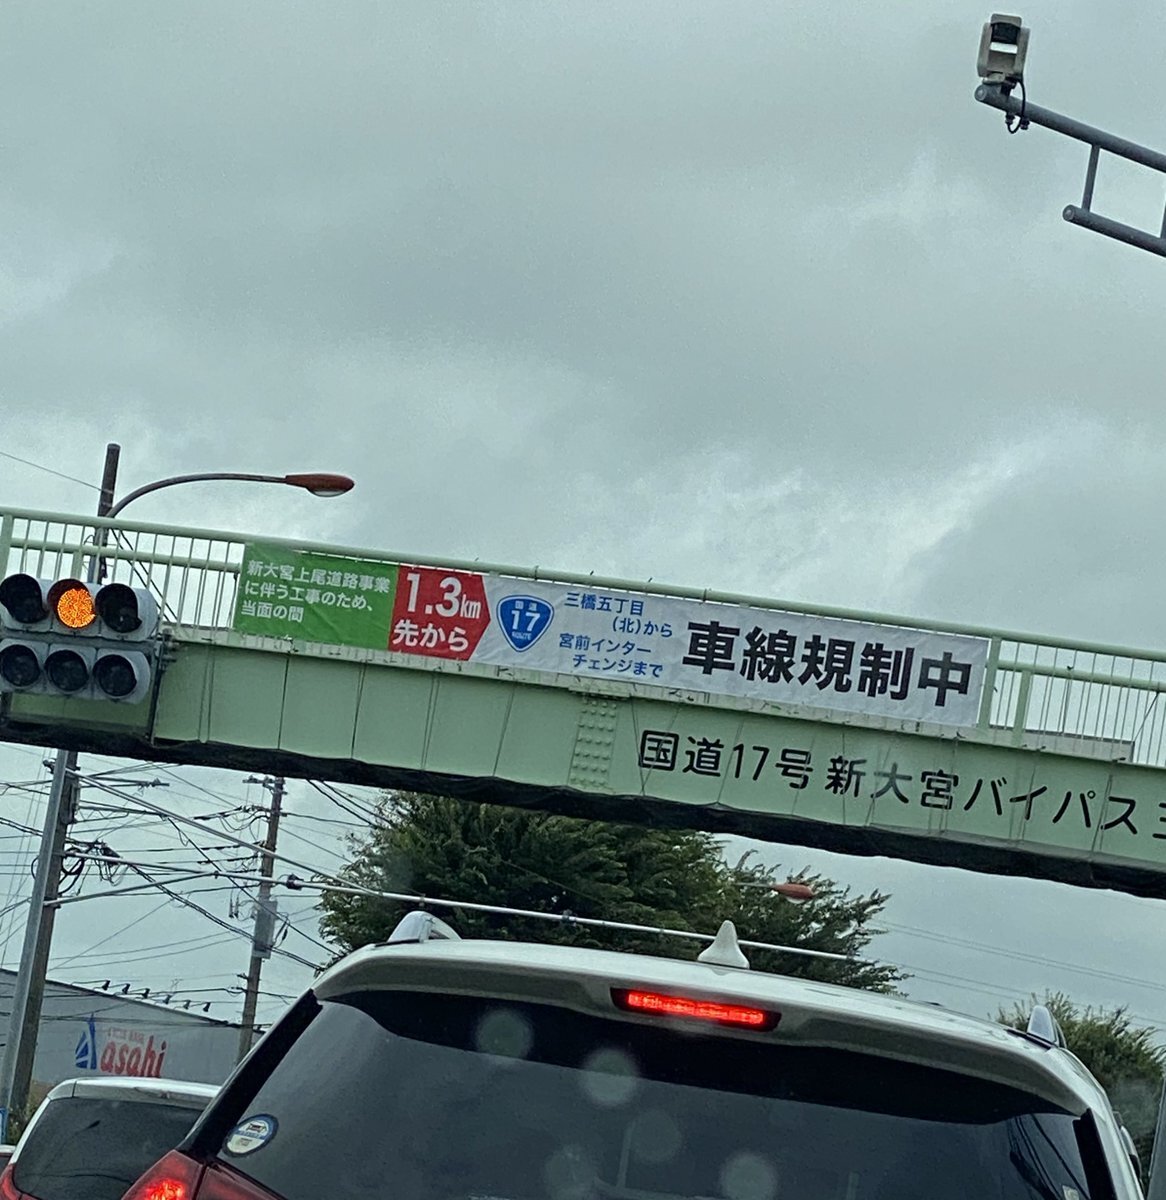 新大宮上尾道路事業
に伴う工事のため、
当面の間
1.3km
先から
国道
17
ROUTE
三橋五丁目
(北)から
宮前インター
チェンジまで
車線規制中
国道17号新大宮バイパス
asahi